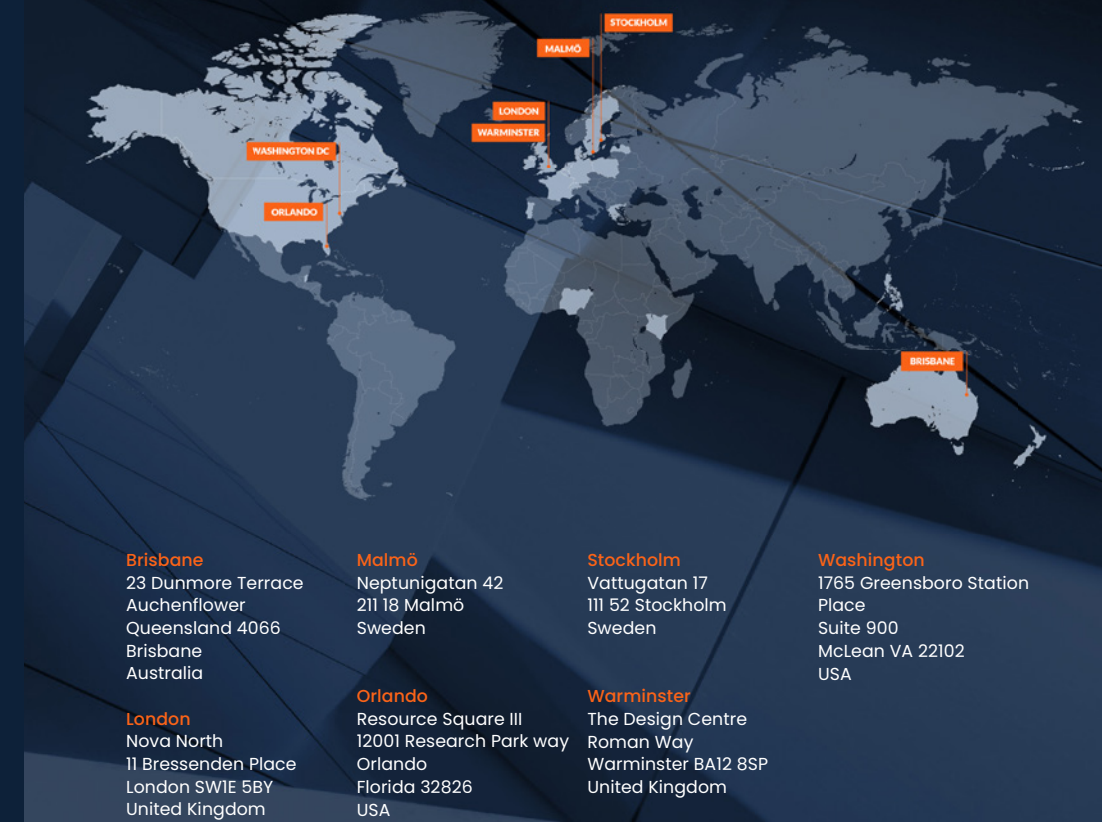 STOCKHOLM
MALMÖ
LONDON
WARMINSTER
WASHINGTON DC
ORLANDO
BRISBANE
Brisbane
23 Dunmore Terrace
Auchenflower
Queensland 4066
Brisbane
Australia
London
Nova North
11 Bressenden Place
London SW1E 5BY
United Kingdom
Malmö
Neptunigatan 42
211 18 Malmö
Sweden
Orlando
Resource Square III
12001 Research Park way
Orlando
Florida 32826
USA
Stockholm
Vattugatan 17
111 52 Stockholm
Sweden
Warminster
The Design Centre
Roman Way
Warminster BA12 8SP
United Kingdom
Washington
1765 Greensboro Station
Place
Suite 900
McLean VA 22102
USA